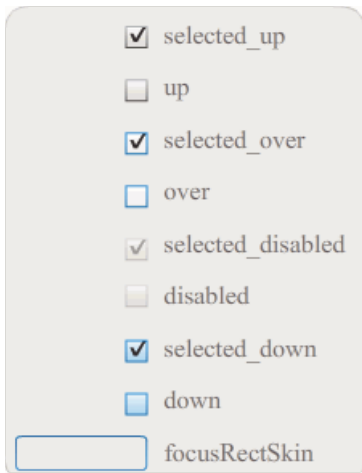 selected_up
up
selected_over
over
selected_disabled
disabled
selected_down
down
focusRectSkin